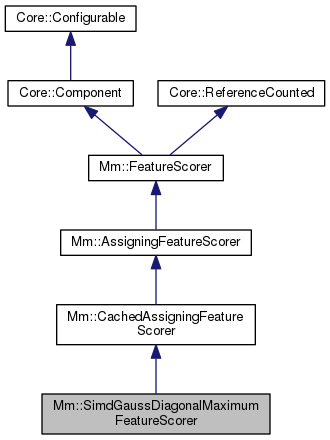 Core::Configurable
Core::Component
Core::ReferenceCounted
Mm::FeatureScorer
Mm::AssigningFeatureScorer
Mm::CachedAssigningFeature
Scorer
Mm::SimdGaussDiagonalMaximum
FeatureScorer